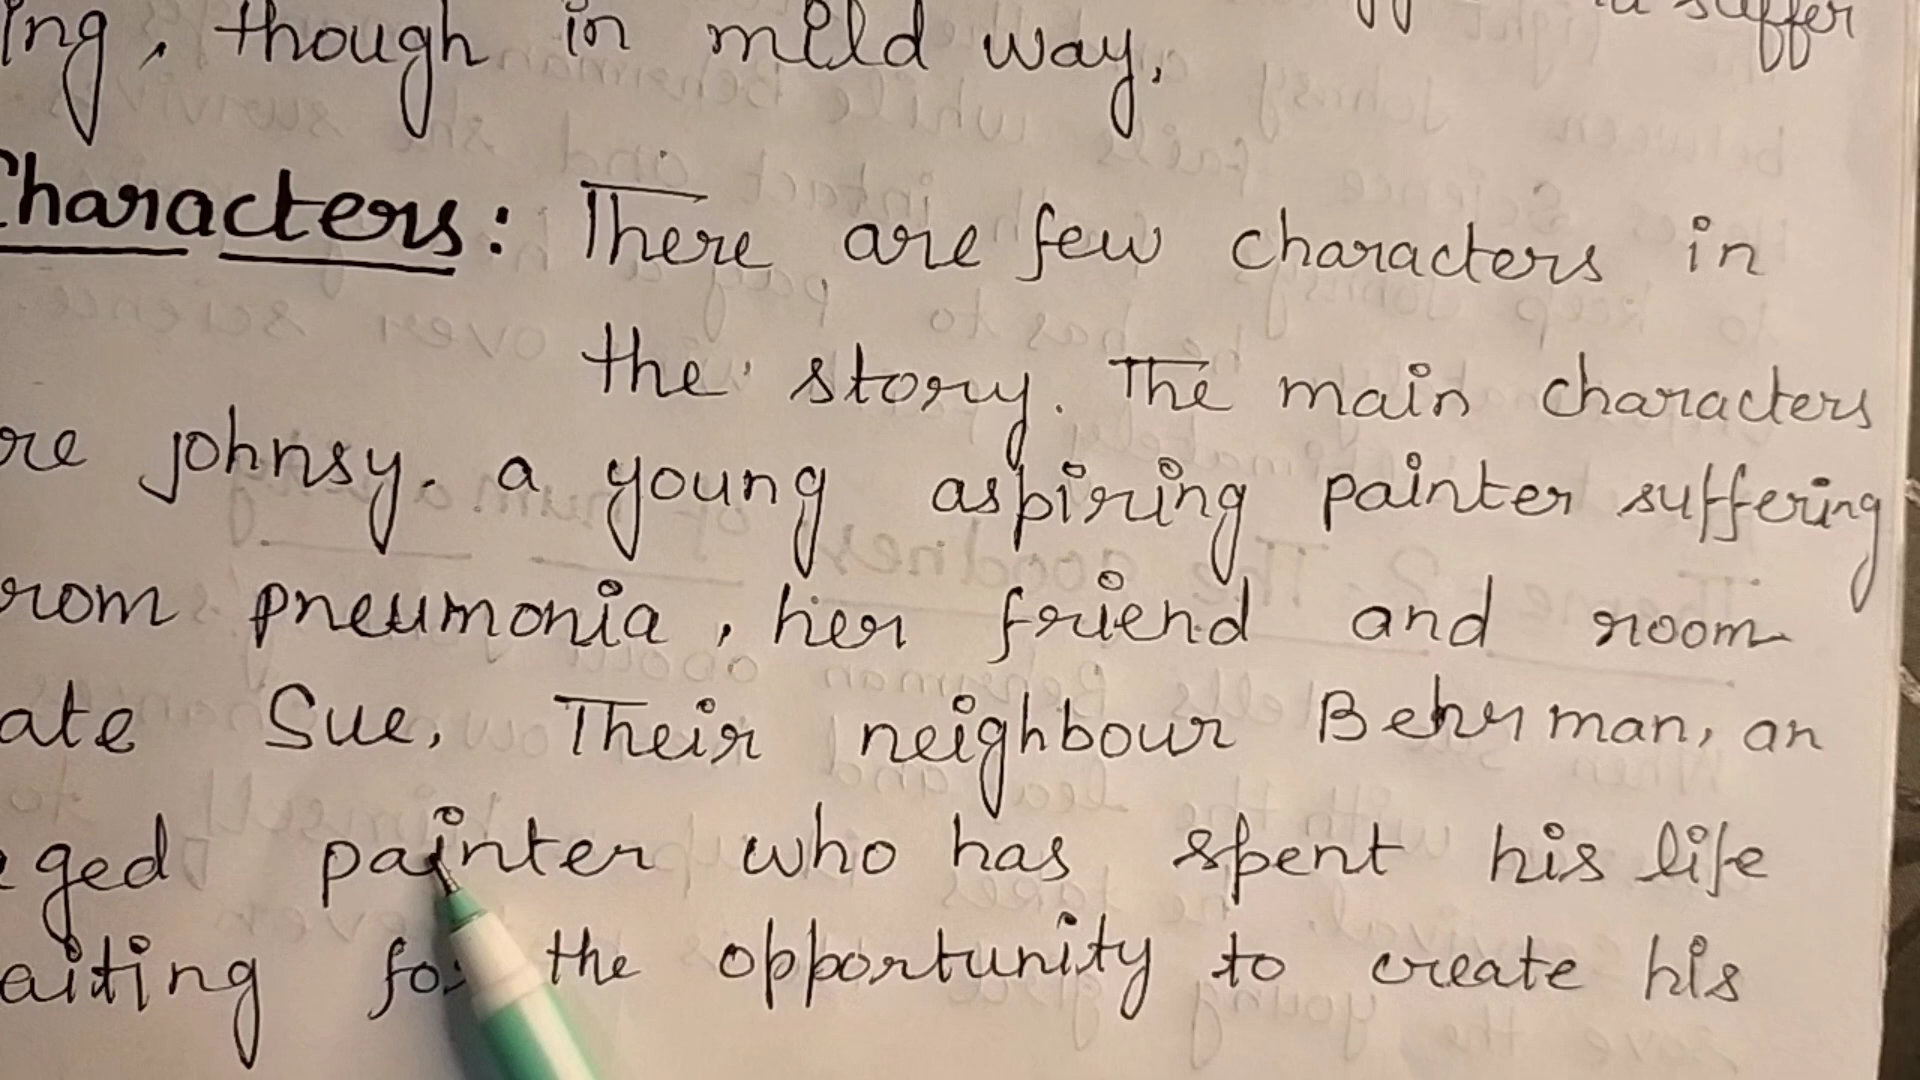 ing, though in mild way.
suffer
Characters: There are few characters in
the story. The main characters
re johnsy. a young aspiring painter suffering
rom pneumonia, her friend and room
ate Sue. Their neighbour Behrman, an
ged painter who has spent his life
aiting for the opportunity to create his